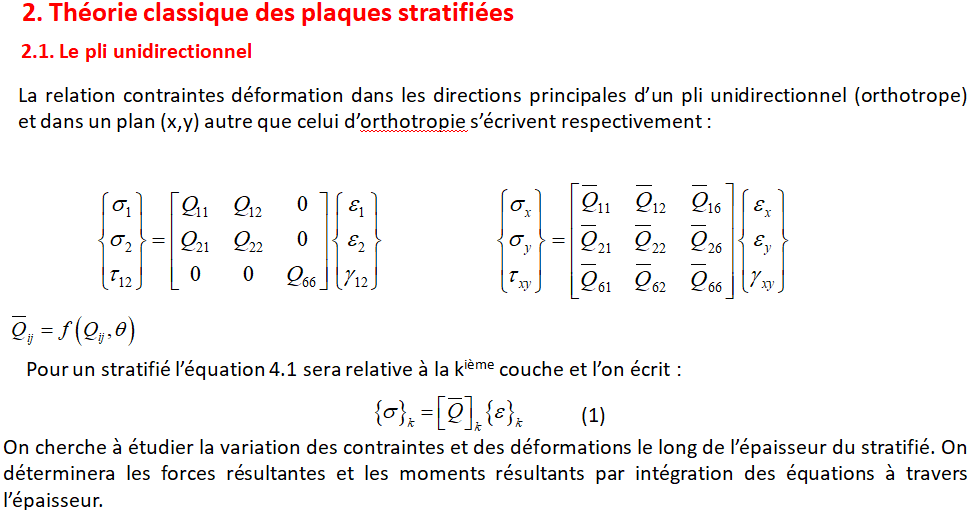 2. Théorie classique des plaques stratifiées
2.1. Le pli unidirectionnel
La relation contraintes déformation dans les directions principales d’un pli unidirectionnel (orthotrope)
et dans un plan (x,y) autre que celui d’orthotropie s’écrivent respectivement :
{σ₁ σ₂ τ₁₂} = [Q₁₁ Q₁₂ 0; Q₂₁ Q₂₂ 0; 0 0 Q₆₆] {ε₁ ε₂ γ₁₂}
{σₓ σ_y τ_xy} = [Q̅₁₁ Q̅₁₂ Q̅₁₆; Q̅₂₁ Q̅₂₂ Q̅₂₆; Q̅₆₁ Q̅₆₂ Q̅₆₆] {εₓ ε_y γ_xy}
Q̅ᵢⱼ = f(Qᵢⱼ,θ)
Pour un stratifié l’équation 4.1 sera relative à la kième couche et l’on écrit :
{σ}ₖ = [Q̅]ₖ {ε}ₖ (1)
On cherche à étudier la variation des contraintes et des déformations le long de l’épaisseur du stratifié. On
déterminera les forces résultantes et les moments résultants par intégration des équations à travers
l’épaisseur.